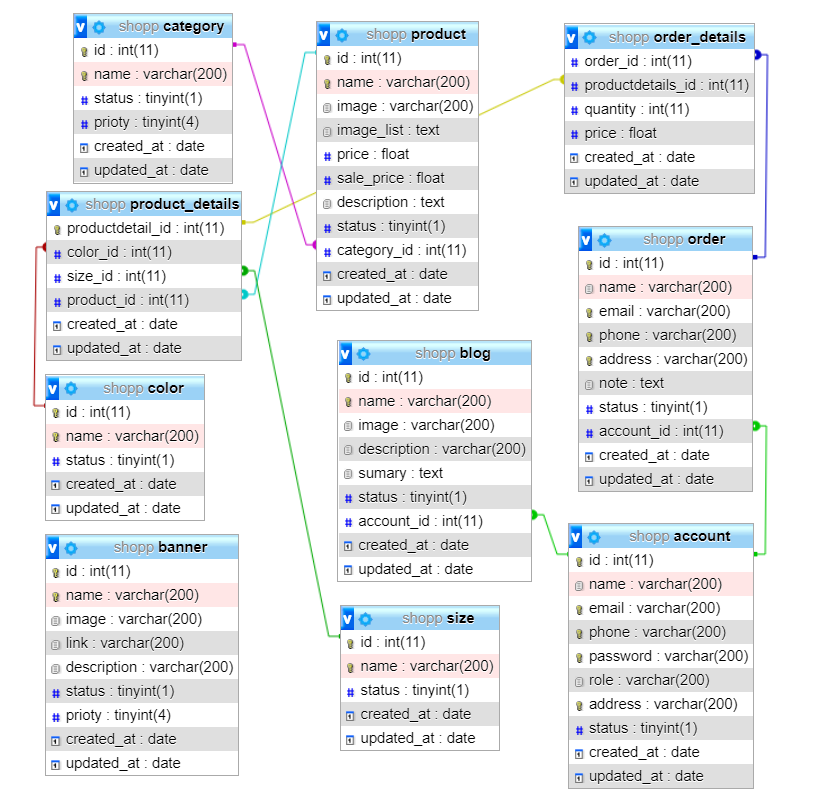 shopp category
id : int(11)
name : varchar(200)
status : tinyint(1)
prioty : tinyint(4)
created_at : date
updated_at : date
shopp product
id : int(11)
name : varchar(200)
image : varchar(200)
image_list : text
price : float
sale_price : float
description : text
status : tinyint(1)
category_id : int(11)
created_at : date
updated_at : date
shopp order_details
order_id : int(11)
productdetails_id : int(11)
quantity : int(11)
price : float
created_at : date
updated_at : date
shopp product_details
productdetail_id : int(11)
color_id : int(11)
size_id : int(11)
product_id : int(11)
created_at : date
updated_at : date
shopp order
id : int(11)
name : varchar(200)
email : varchar(200)
phone : varchar(200)
address : varchar(200)
note : text
status : tinyint(1)
account_id : int(11)
created_at : date
updated_at : date
shopp blog
id : int(11)
name : varchar(200)
image : varchar(200)
description : varchar(200)
sumary : text
status : tinyint(1)
account_id : int(11)
created_at : date
updated_at : date
shopp color
id : int(11)
name : varchar(200)
status : tinyint(1)
created_at : date
updated_at : date
shopp banner
id : int(11)
name : varchar(200)
image : varchar(200)
link : varchar(200)
description : varchar(200)
status : tinyint(1)
prioty : tinyint(4)
created_at : date
updated_at : date
shopp size
id : int(11)
name : varchar(200)
status : tinyint(1)
created_at : date
updated_at : date
shopp account
id : int(11)
name : varchar(200)
email : varchar(200)
phone : varchar(200)
password : varchar(200)
role : varchar(200)
address : varchar(200)
status : tinyint(1)
created_at : date
updated_at : date